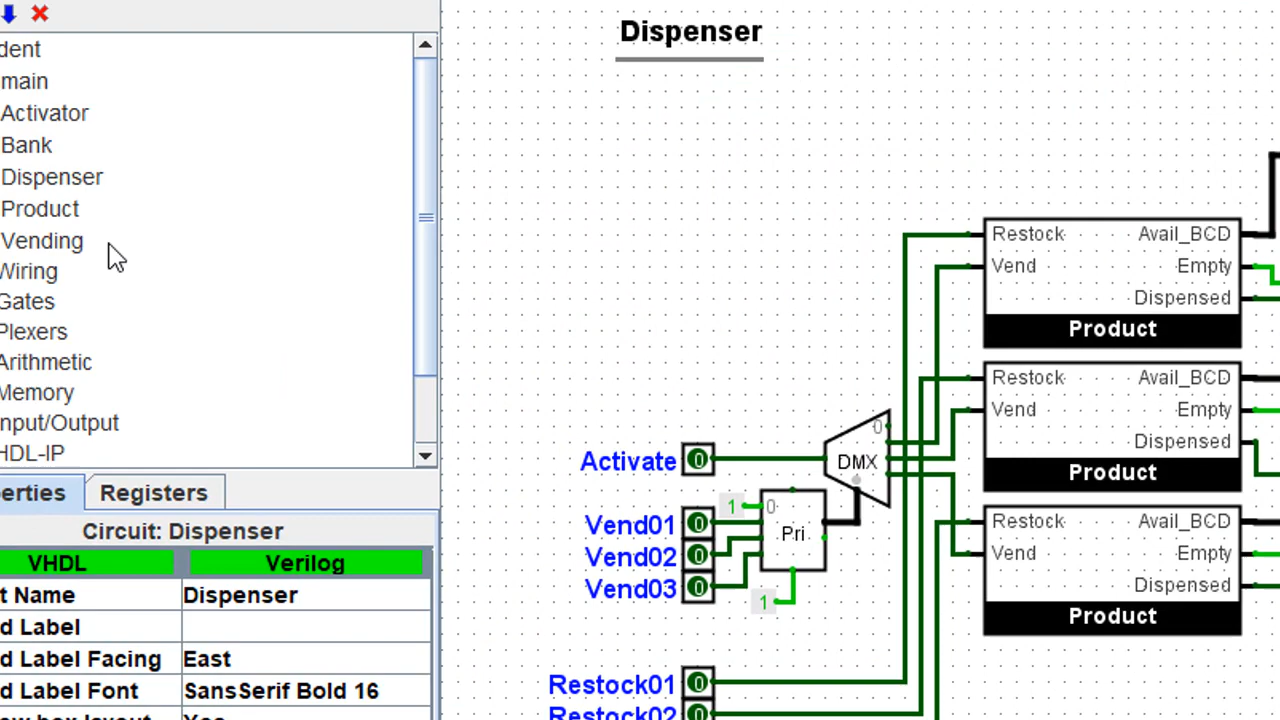 dent
main
Activator
Bank
Dispenser
Product
Vending
Wiring
Gates
Plexers
Arithmetic
Memory
nput/Output
HDL-IP
erties
Registers
Circuit: Dispenser
VHDL
Verilog
t Name
Dispenser
d Label
d Label Facing
East
d Label Font
SansSerif Bold 16
Dispenser
Restock
Avail_BCD
Vend
Empty
Dispensed
Product
Restock
Avail_BCD
Vend
Empty
Dispensed
Product
Restock
Avail_BCD
Vend
Empty
Dispensed
Product
Activate
0
DMX
0
Vend01
0
Vend02
0
Vend03
0
1
0
Pri
1
Restock01
0
Restock02
0